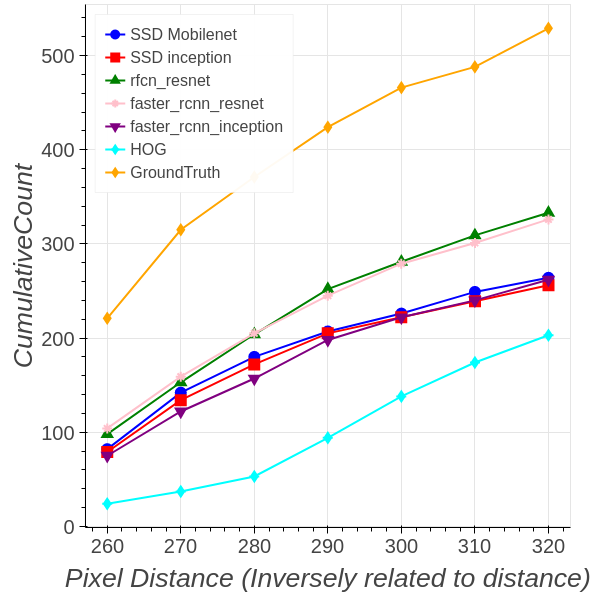 SSD Mobilenet
SSD inception
rfcn_resnet
faster_rcnn_resnet
faster_rcnn_inception
HOG
GroundTruth
CumulativeCount
500
400
300
200
100
0
260 270 280 290 300 310 320
Pixel Distance (Inversely related to distance)